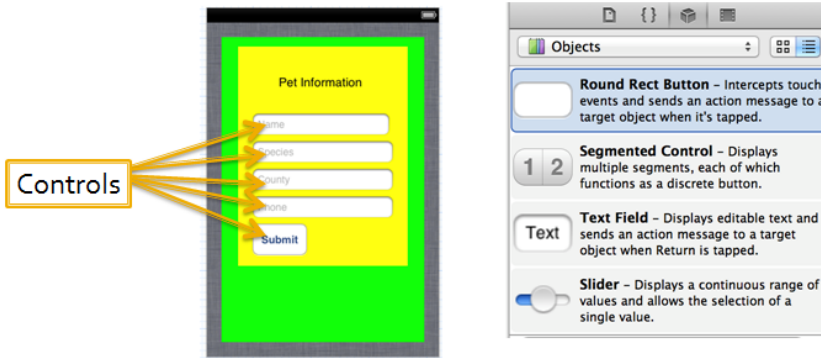 Controls
Pet Information
Name
Species
County
Phone
Submit
{ }
Objects
Round Rect Button – Intercepts touch
events and sends an action message to a
target object when it's tapped.
1 2
Segmented Control – Displays
multiple segments, each of which
functions as a discrete button.
Text
Text Field – Displays editable text and
sends an action message to a target
object when Return is tapped.
Slider – Displays a continuous range of
values and allows the selection of a
single value.